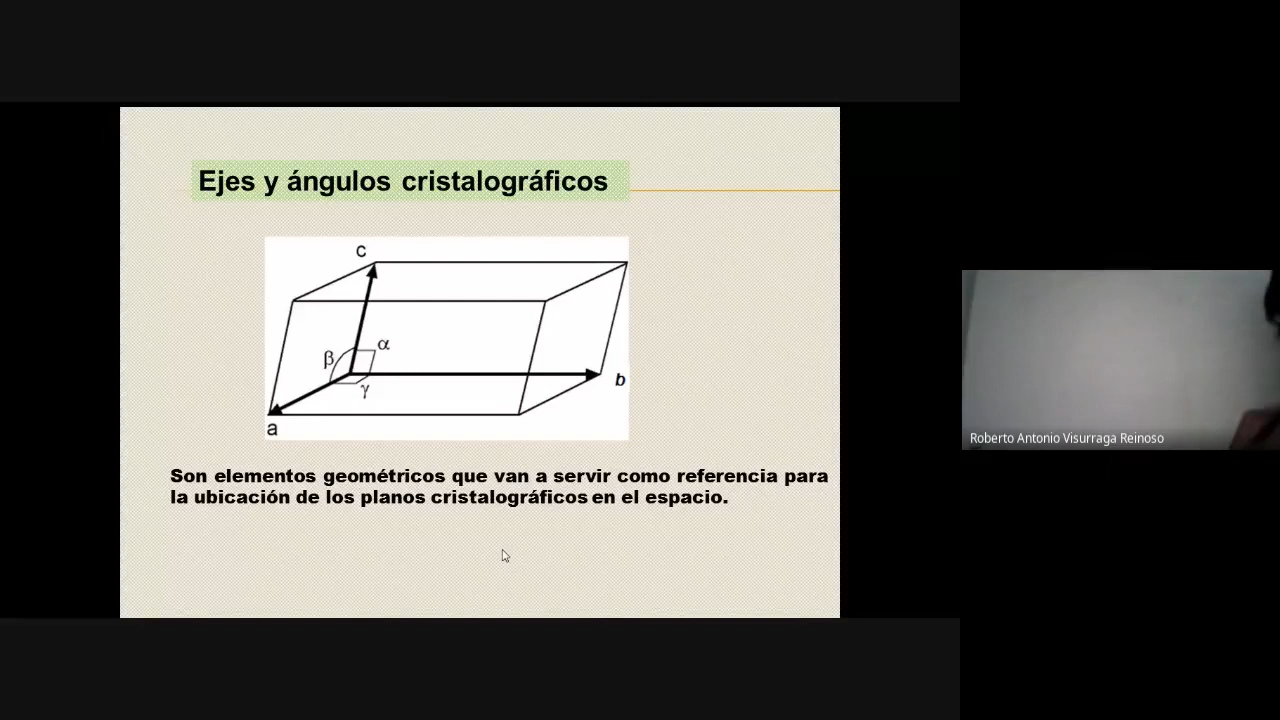 Ejes y ángulos cristalográficos
c
β
α
γ
b
a
Son elementos geométricos que van a servir como referencia para
la ubicación de los planos cristalográficos en el espacio.
Roberto Antonio Visurraga Reinoso